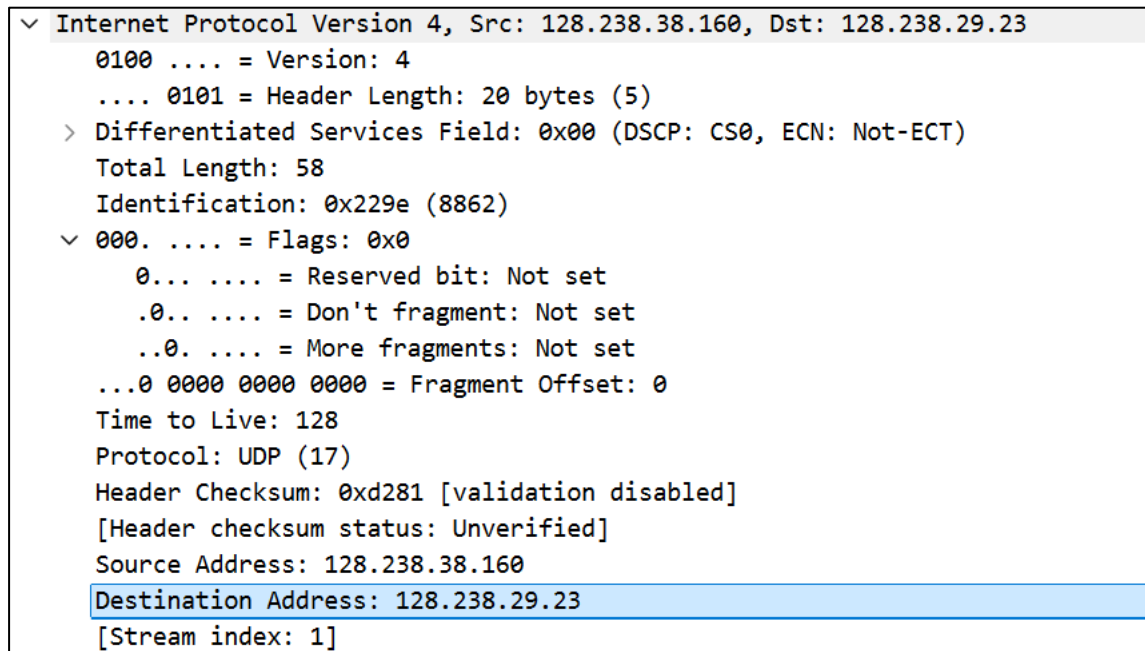 Internet Protocol Version 4, Src: 128.238.38.160, Dst: 128.238.29.23
0100 .... = Version: 4
.... 0101 = Header Length: 20 bytes (5)
Differentiated Services Field: 0x00 (DSCP: CS0, ECN: Not-ECT)
Total Length: 58
Identification: 0x229e (8862)
000. .... = Flags: 0x0
0... .... = Reserved bit: Not set
.0.. .... = Don't fragment: Not set
..0. .... = More fragments: Not set
...0 0000 0000 0000 = Fragment Offset: 0
Time to Live: 128
Protocol: UDP (17)
Header Checksum: 0xd281 [validation disabled]
[Header checksum status: Unverified]
Source Address: 128.238.38.160
Destination Address: 128.238.29.23
[Stream index: 1]